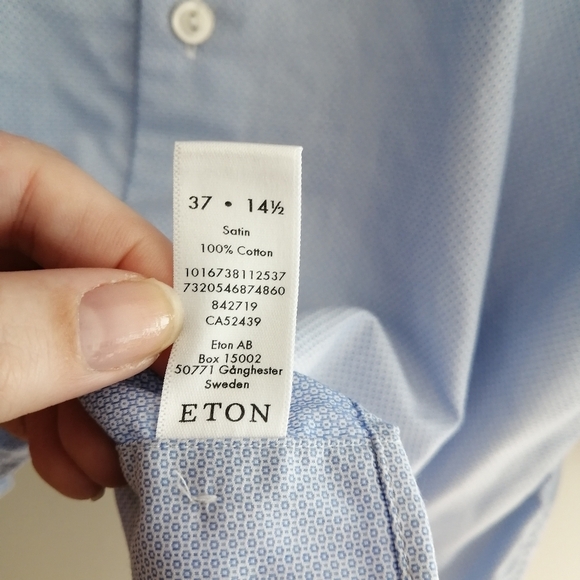 37 • 14½
Satin
100% Cotton
1016738112537
7320546874860
842719
CA52439
Eton AB
Box 15002
50771 Gånghester
Sweden
ETON